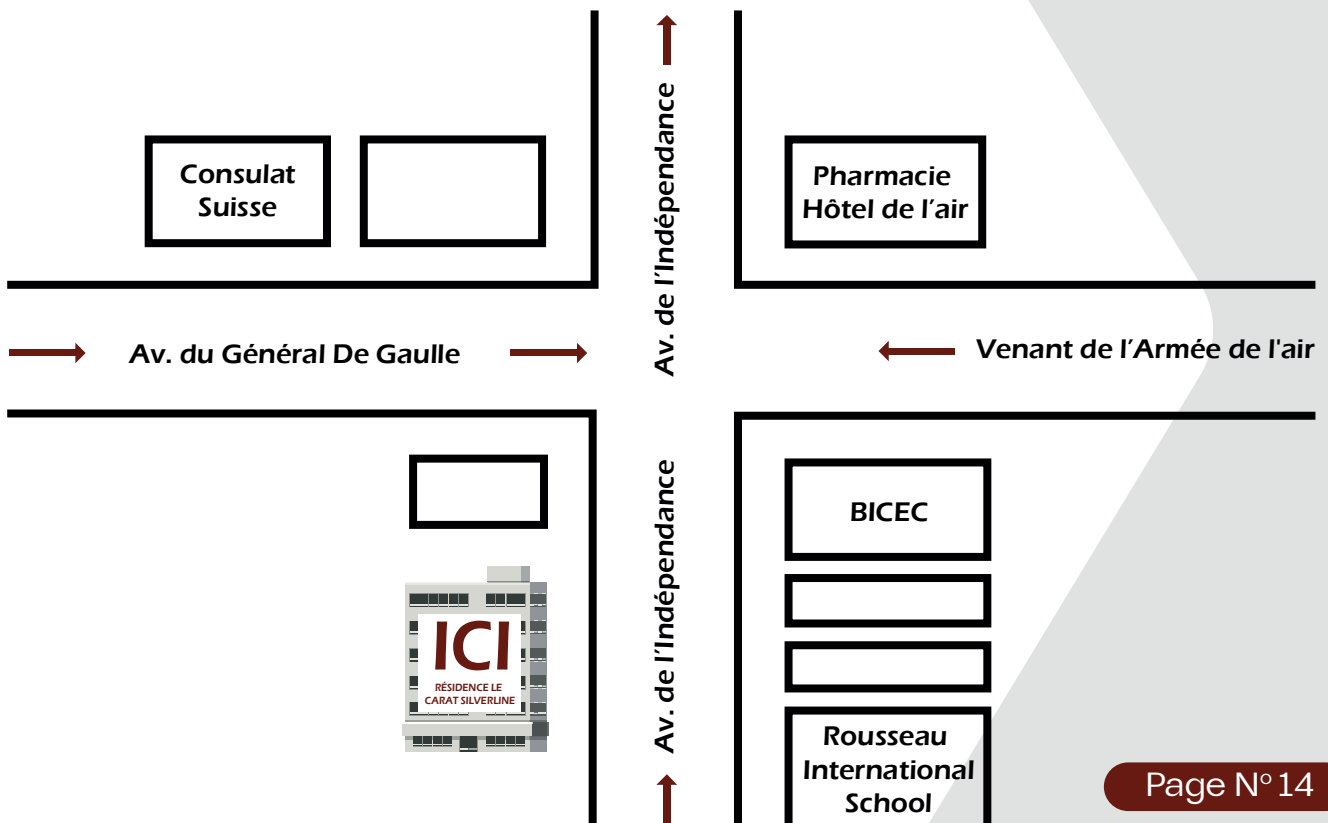 Consulat
Suisse
Av. de l'Indépendance
Pharmacie
Hôtel de l'air
Av. du Général De Gaulle
Venant de l'Armée de l'air
ICI
RÉSIDENCE LE
CARAT SILVERLINE
Av. de l'Indépendance
BICEC
Rousseau
International
School
Page N° 14